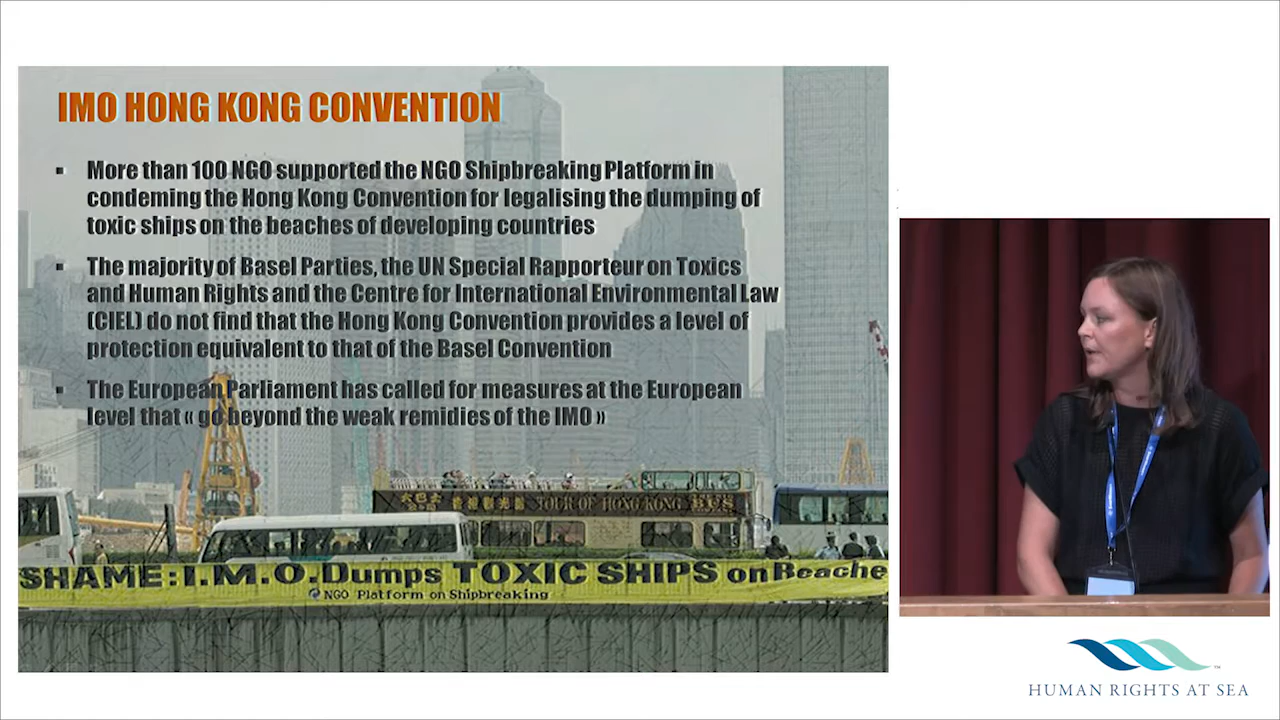 IMO HONG KONG CONVENTION
▪ More than 100 NGO supported the NGO Shipbreaking Platform in
condeming the Hong Kong Convention for legalising the dumping of
toxic ships on the beaches of developing countries
▪ The majority of Basel Parties, the UN Special Rapporteur on Toxics
and Human Rights and the Centre for International Environmental Law
(CIEL) do not find that the Hong Kong Convention provides a level of
protection equivalent to that of the Basel Convention
▪ The European Parliament has called for measures at the European
level that « go beyond the weak remidies of the IMO »
TOUR OF HONG KONG BUS
SHAME: I.M.O. Dumps TOXIC SHIPS on Beache
NGO Platform on Shipbreaking
HUMAN RIGHTS AT SEA